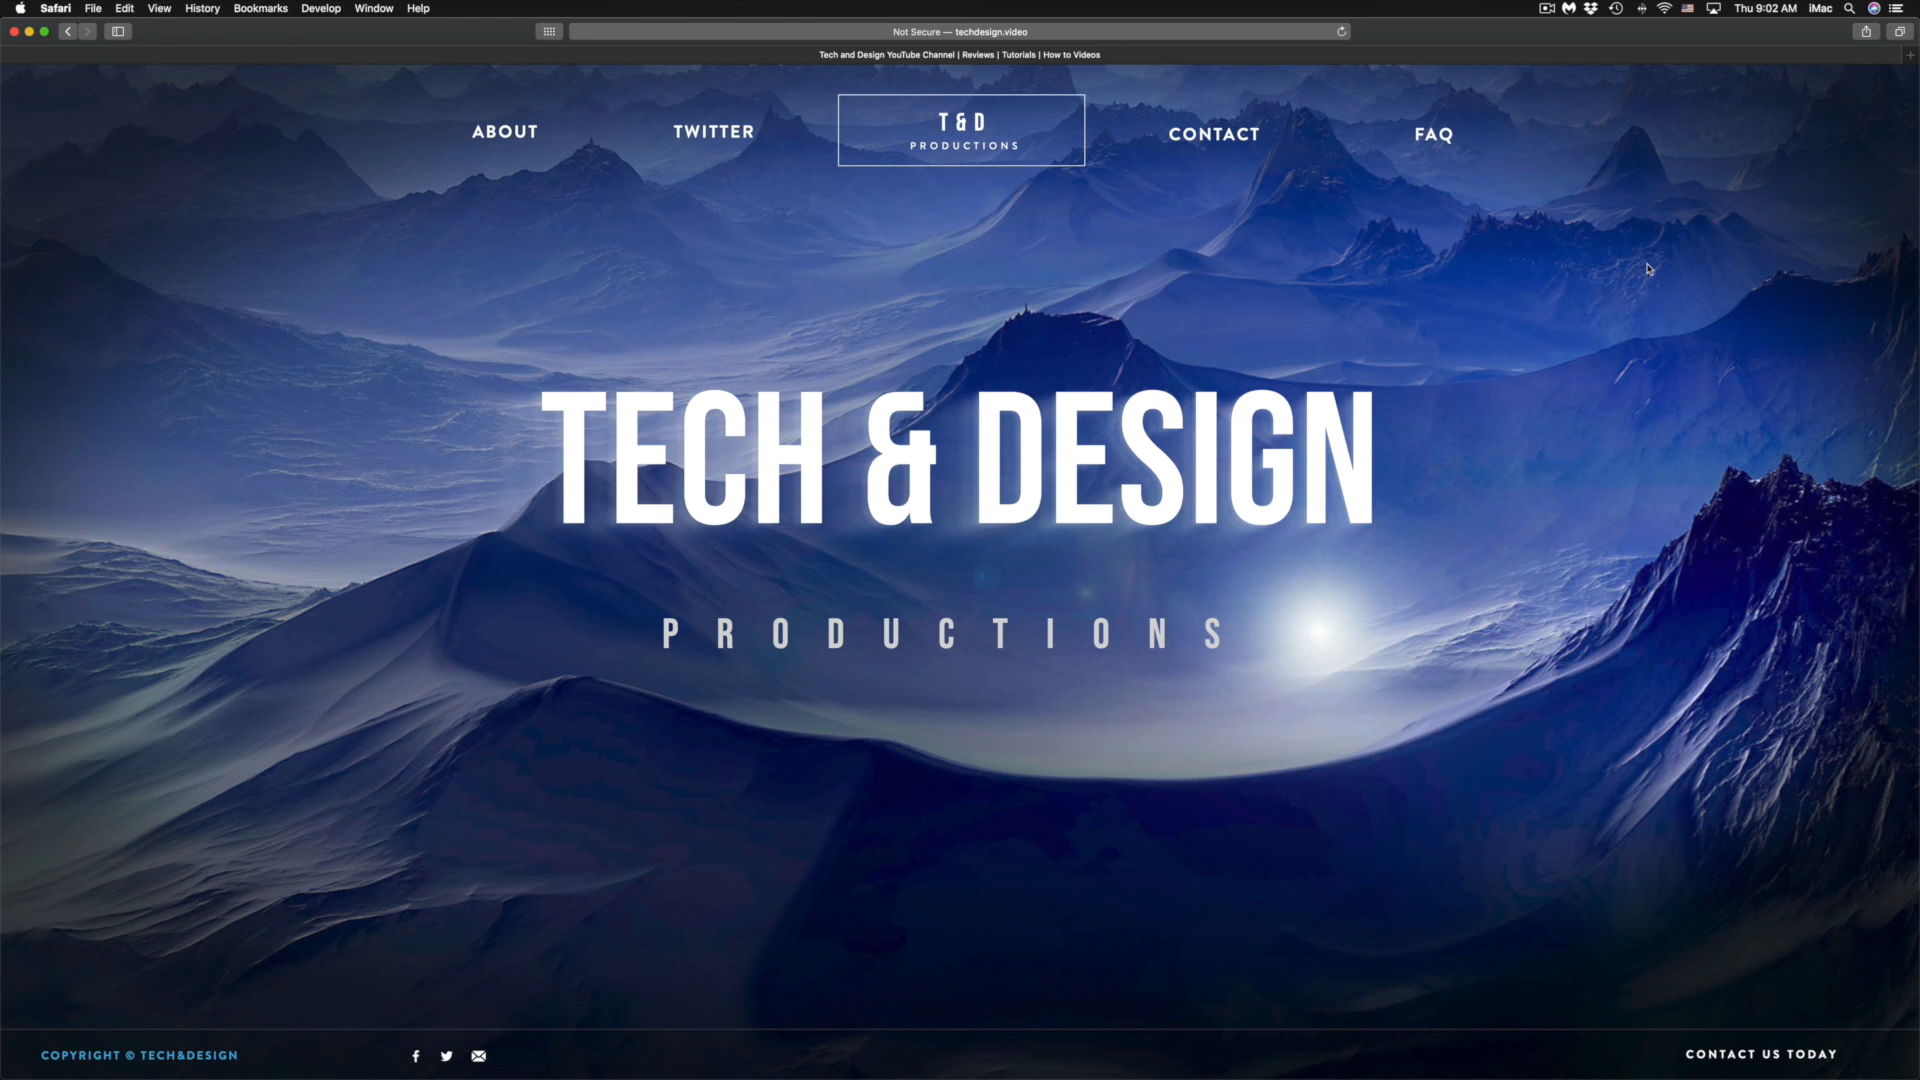 Safari File Edit View History Bookmarks Develop Window Help Thu 9:02 AM iMac
Not Secure — techdesign.video
Tech and Design YouTube Channel | Reviews | Tutorials | How to Videos
ABOUT TWITTER T&D CONTACT FAQ
PRODUCTIONS
TECH & DESIGN
PRODUCTIONS
COPYRIGHT © TECH&DESIGN CONTACT US TODAY